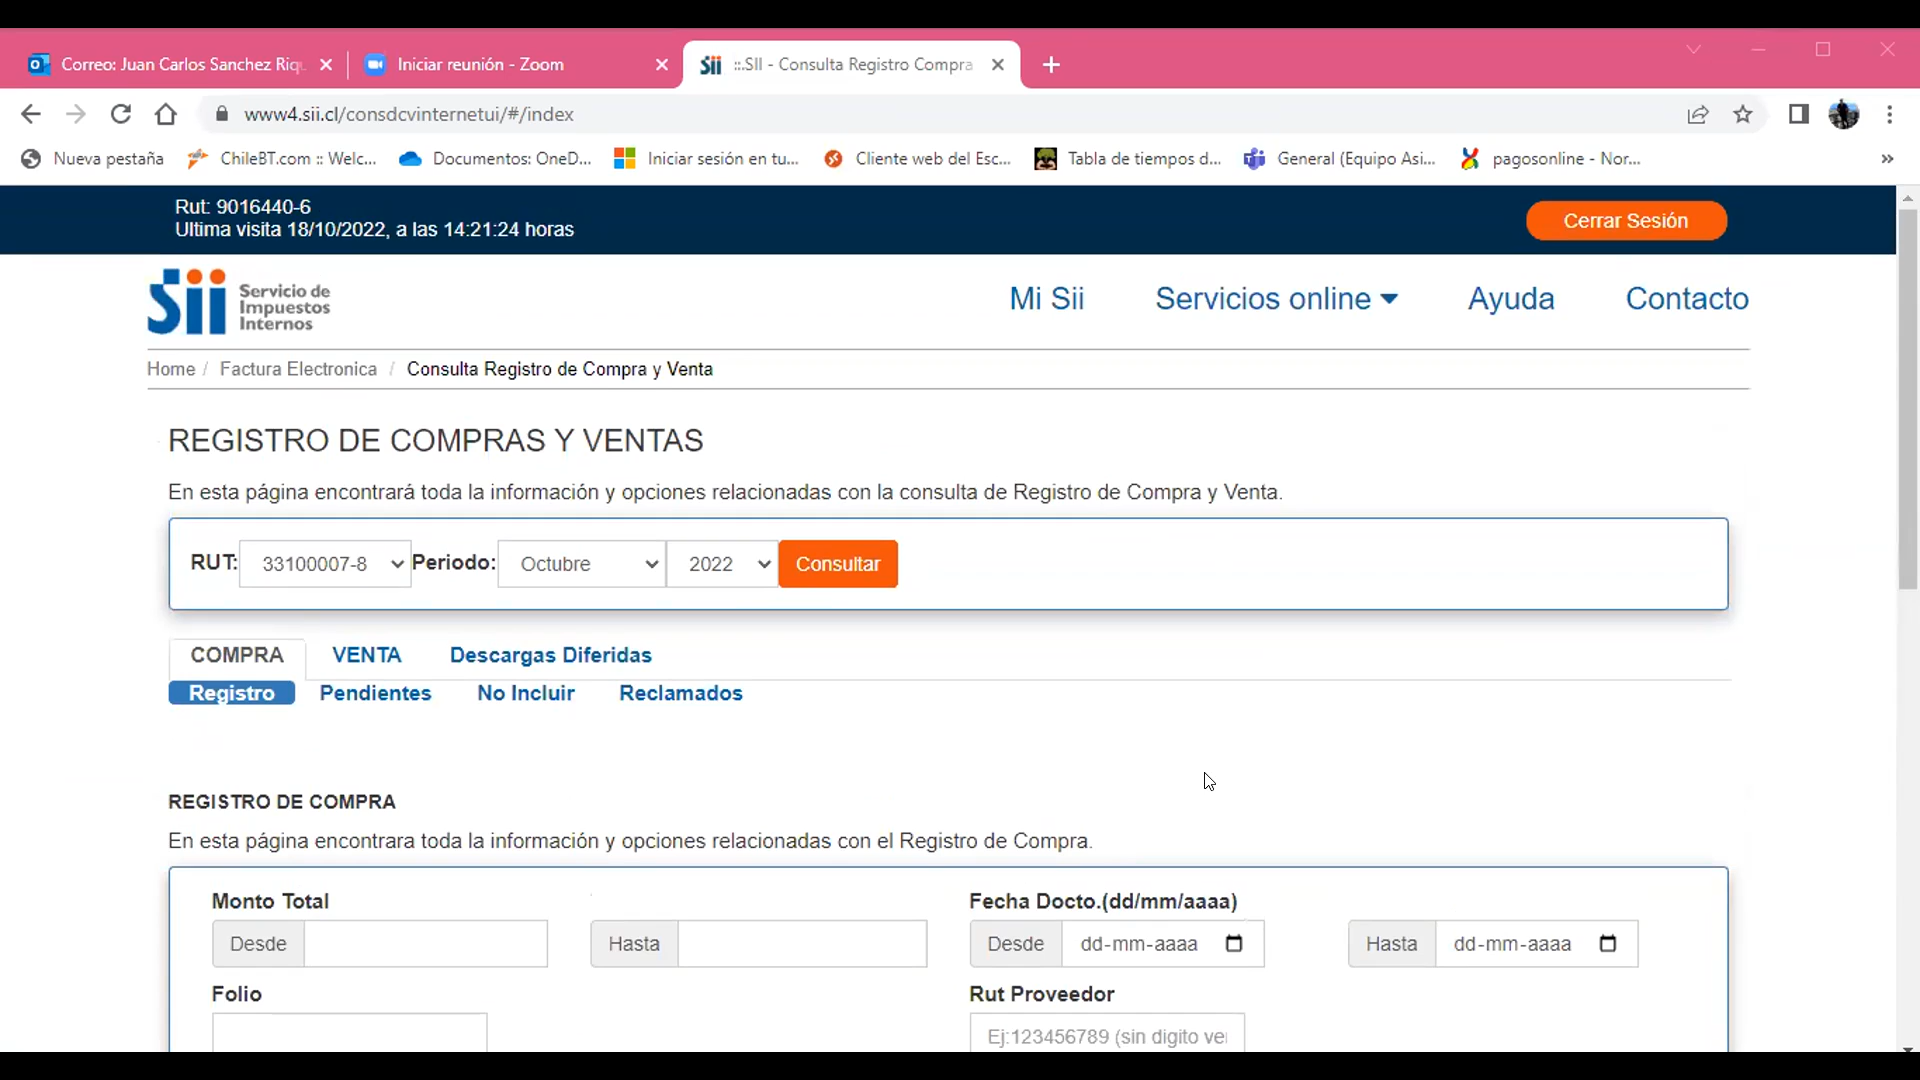 Correo: Juan Carlos Sanchez Riqu
Iniciar reunión - Zoom
::.SII - Consulta Registro Compra
www4.sii.cl/consdcvinternetui/#/index
Nueva pestaña
ChileBT.com :: Welc...
Documentos: OneD...
Iniciar sesión en tu...
Cliente web del Esc...
Tabla de tiempos d...
General (Equipo Asi...
pagosonline - Nor...
»
Rut: 9016440-6
Ultima visita 18/10/2022, a las 14:21:24 horas
Cerrar Sesión
Sii Servicio de
Impuestos
Internos
Mi Sii
Servicios online
Ayuda
Contacto
Home / Factura Electronica / Consulta Registro de Compra y Venta
REGISTRO DE COMPRAS Y VENTAS
En esta página encontrará toda la información y opciones relacionadas con la consulta de Registro de Compra y Venta.
RUT: 33100007-8 Periodo: Octubre 2022 Consultar
COMPRA VENTA Descargas Diferidas
Registro Pendientes No Incluir Reclamados
REGISTRO DE COMPRA
En esta página encontrara toda la información y opciones relacionadas con el Registro de Compra.
Monto Total
Fecha Docto.(dd/mm/aaaa)
Desde
Hasta
Desde dd-mm-aaaa
Hasta dd-mm-aaaa
Folio
Rut Proveedor
Ej:123456789 (sin digito ve